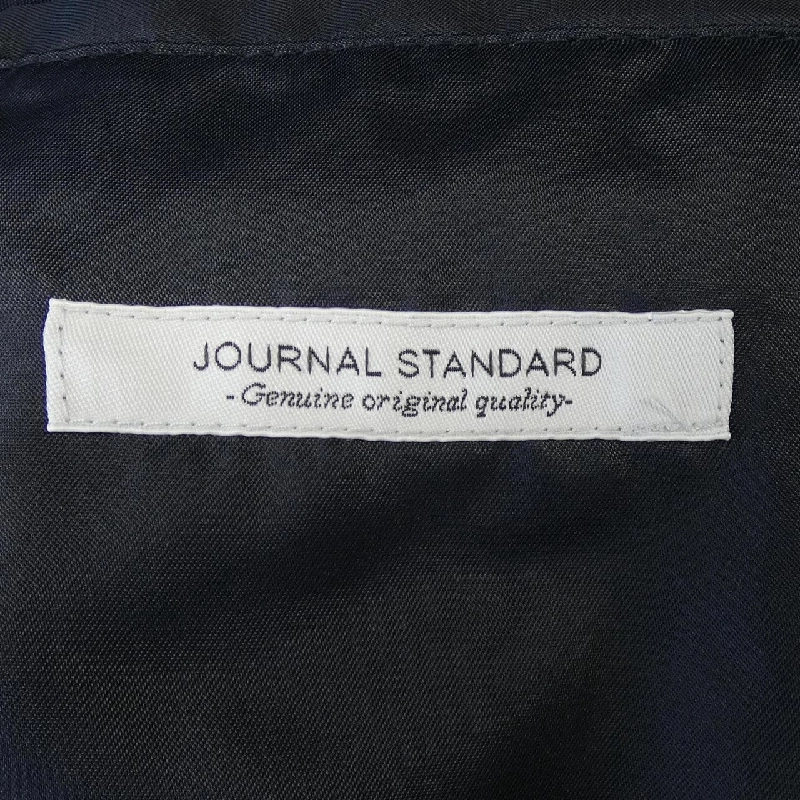 JOURNAL STANDARD
-Genuine original quality-